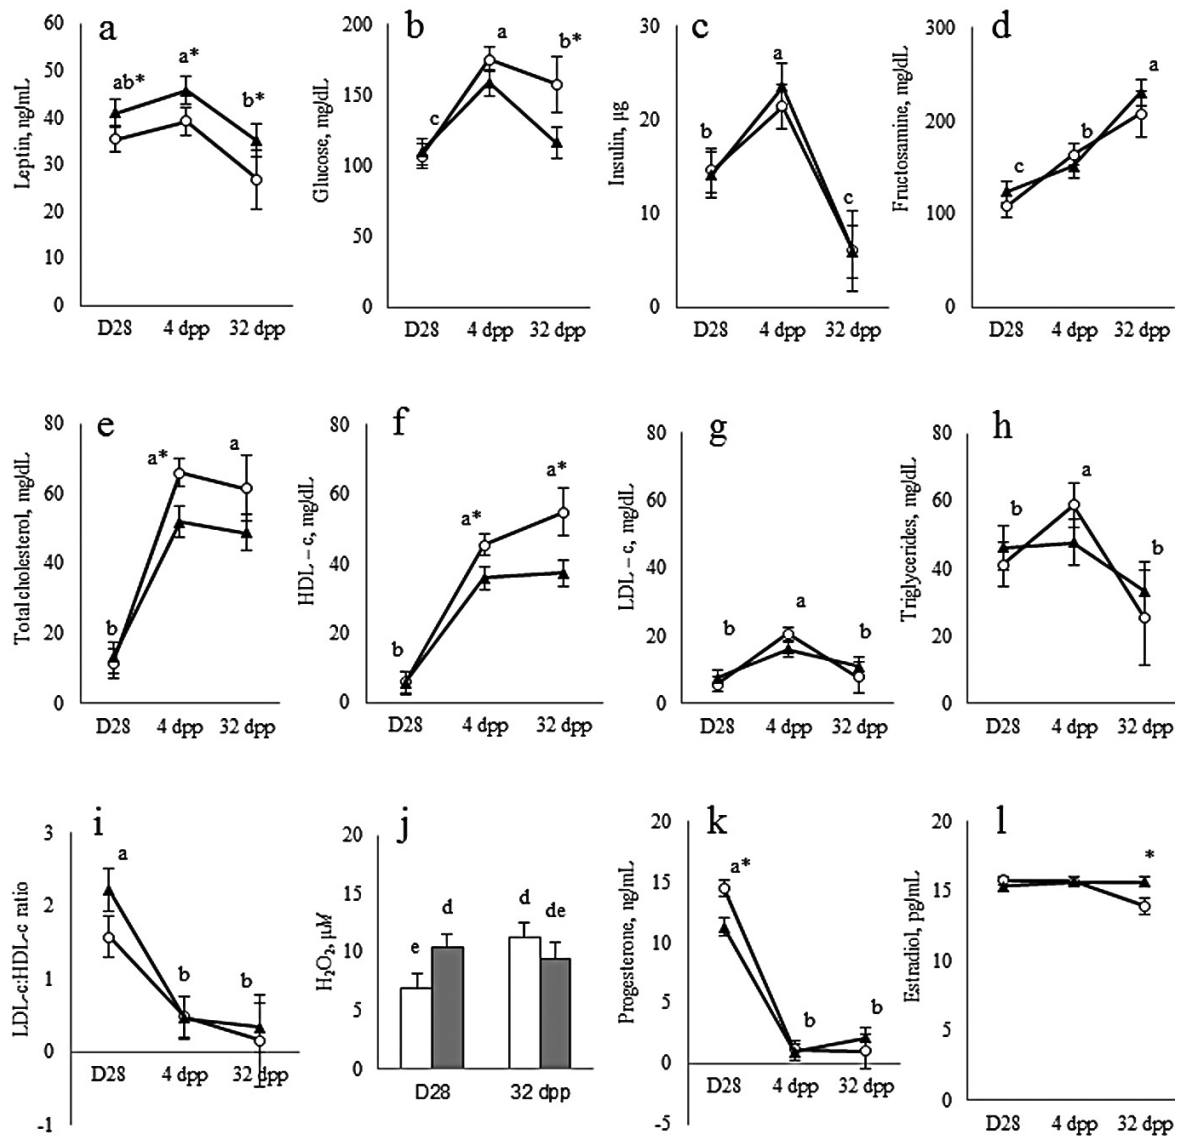 a
Leptin, ng/mL
60
50
40
30
20
10
0
ab*
a*
b*
D28 4 dpp 32 dpp
b
Glucose, mg/dL
200
150
100
50
0
c
a
b*
D28 4 dpp 32 dpp
c
Insulin, µg
30
20
10
0
b
a
c
D28 4 dpp 32 dpp
d
Fructosamine, mg/dL
300
200
100
0
c
b
a
D28 4 dpp 32 dpp
e
Total cholesterol, mg/dL
80
60
40
20
0
b
a*
a
D28 4 dpp 32 dpp
f
HDL – c, mg/dL
80
60
40
20
0
b
a*
a*
D28 4 dpp 32 dpp
g
LDL – c, mg/dL
80
60
40
20
0
b
a
b
D28 4 dpp 32 dpp
h
Triglycerides, mg/dL
80
60
40
20
0
b
a
b
D28 4 dpp 32 dpp
i
LDL-c:HDL-c ratio
3
2
1
0
-1
a
b
b
D28 4 dpp 32 dpp
j
H₂O₂, µM
20
15
10
5
0
e
d
d
de
D28 32 dpp
k
Progesterone, ng/mL
20
15
10
5
0
-5
a*
b
b
D28 4 dpp 32 dpp
l
Estradiol, pg/mL
20
15
10
5
0
*
D28 4 dpp 32 dpp